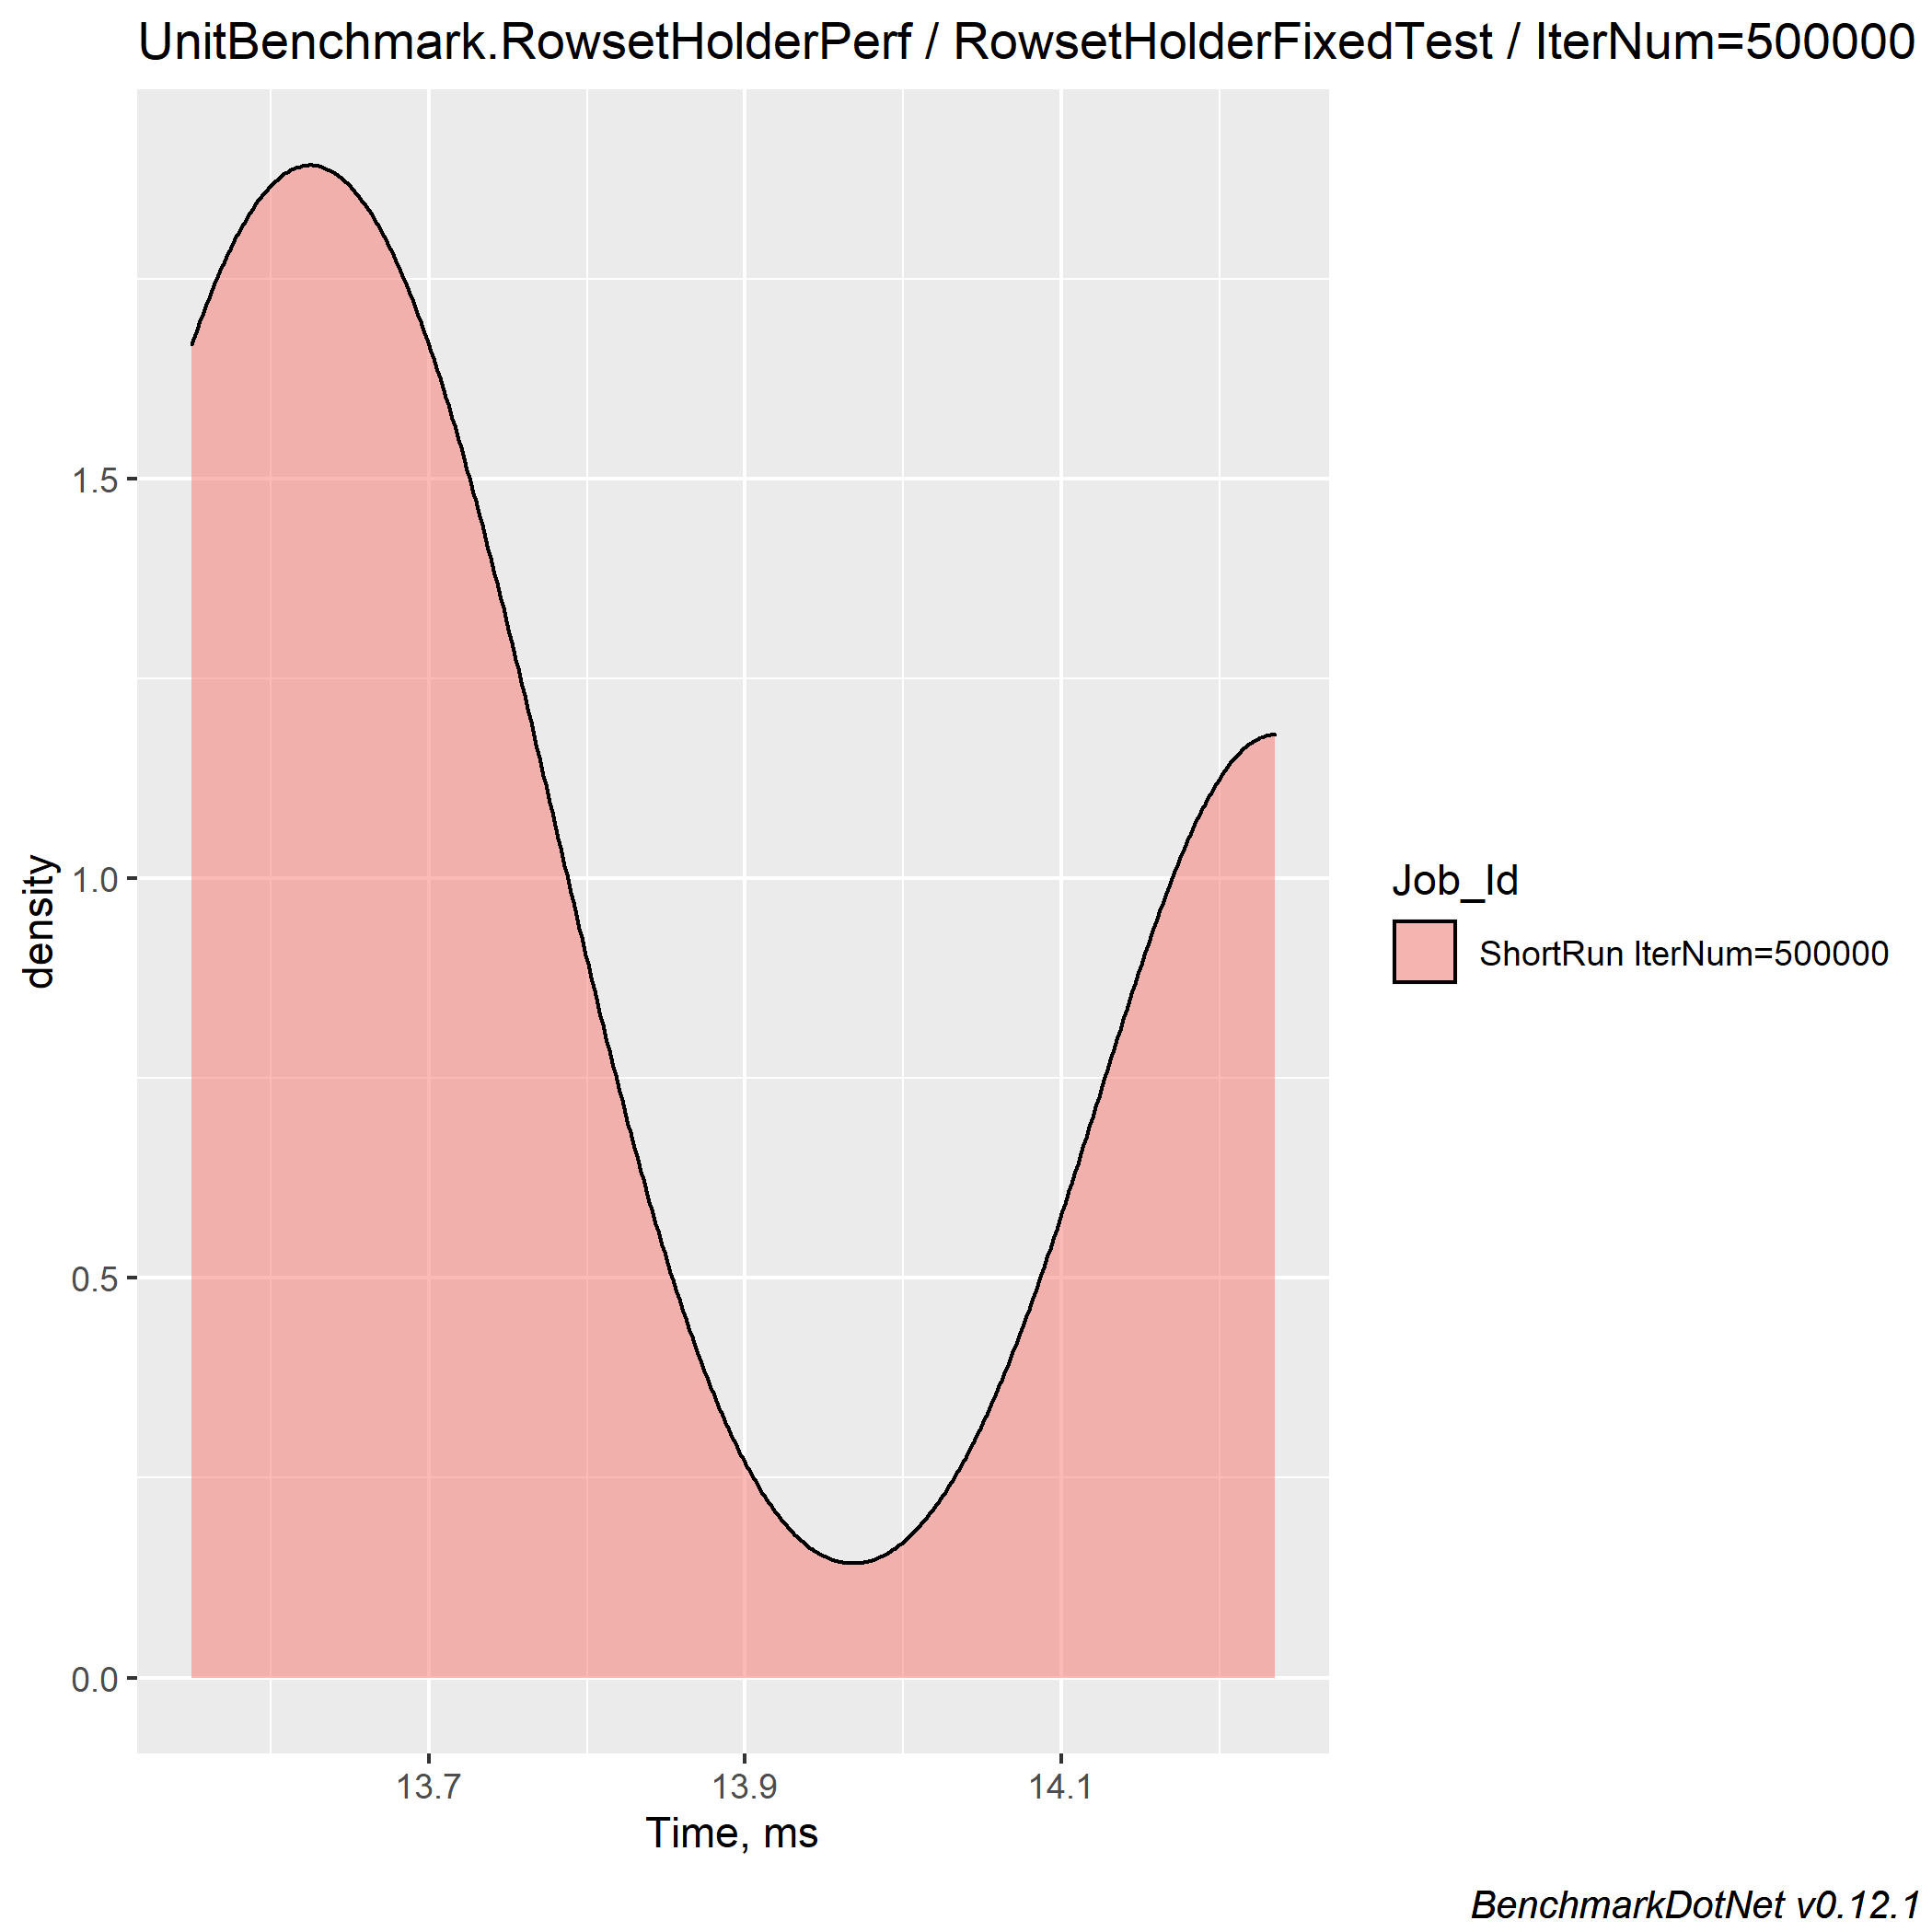 UnitBenchmark.RowsetHolderPerf / RowsetHolderFixedTest / IterNum=500000
density
1.5
1.0
0.5
0.0
13.7
13.9
14.1
Time, ms
Job_Id
ShortRun IterNum=500000
BenchmarkDotNet v0.12.1